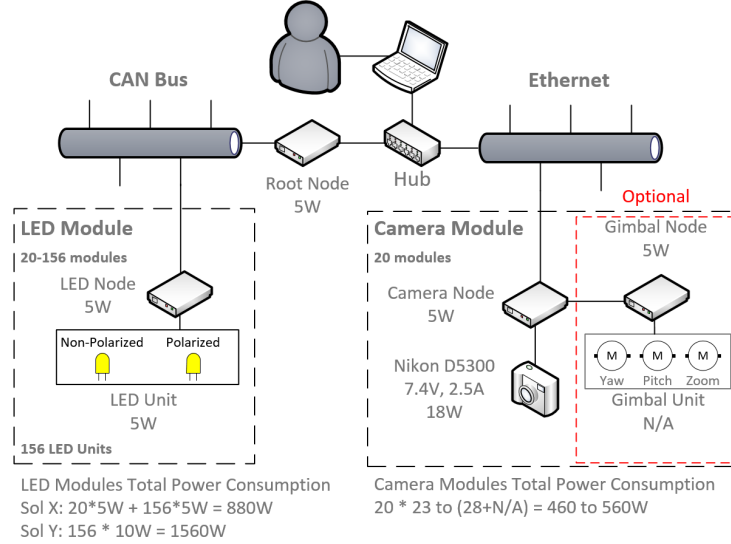 CAN Bus
Ethernet
Root Node
5W
Hub
Optional
LED Module
20-156 modules
LED Node
5W
Non-Polarized
Polarized
LED Unit
5W
156 LED Units
Camera Module
20 modules
Camera Node
5W
Nikon D5300
7.4V, 2.5A
18W
Gimbal Node
5W
M
M
M
Yaw
Pitch
Zoom
Gimbal Unit
N/A
LED Modules Total Power Consumption
Sol X: 20*5W + 156*5W = 880W
Sol Y: 156 * 10W = 1560W
Camera Modules Total Power Consumption
20 * 23 to (28+N/A) = 460 to 560W